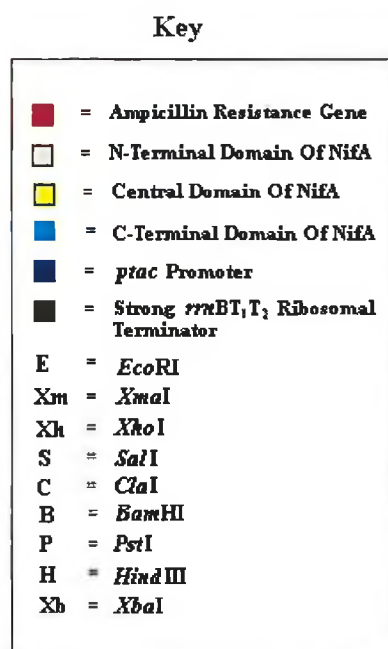 Key
= Ampicillin Resistance Gene
= N-Terminal Domain Of NifA
= Central Domain Of NifA
= C-Terminal Domain Of NifA
= ptac Promoter
= Strong rrnBT₁T₂ Ribosomal
Terminator
E = EcoRI
Xm = XmaI
Xh = XhoI
S = SalI
C = ClaI
B = BamHI
P = PstI
H = HindIII
Xb = XbaI